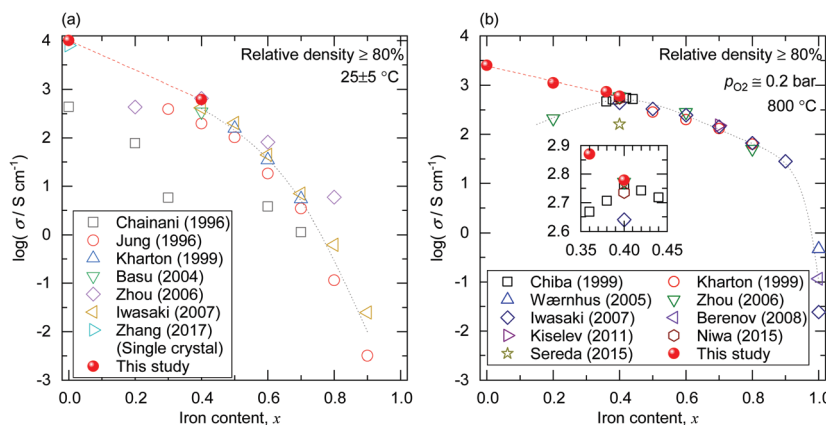 (a)
Relative density ≥ 80%
25±5 °C
log( σ / S cm⁻¹)
4
3
2
1
0
-1
-2
-3
Chainani (1996)
Jung (1996)
Kharton (1999)
Basu (2004)
Zhou (2006)
Iwasaki (2007)
Zhang (2017)
(Single crystal)
This study
0.0 0.2 0.4 0.6 0.8 1.0
Iron content, x
(b)
Relative density ≥ 80%
pO2 ≅ 0.2 bar
800 °C
log( σ / S cm⁻¹)
4
3
2
1
0
-1
-2
-3
2.9
2.8
2.7
2.6
0.35 0.40 0.45
Chiba (1999) Kharton (1999)
Wærnhus (2005) Zhou (2006)
Iwasaki (2007) Berenov (2008)
Kiselev (2011) Niwa (2015)
Sereda (2015) This study
0.0 0.2 0.4 0.6 0.8 1.0
Iron content, x